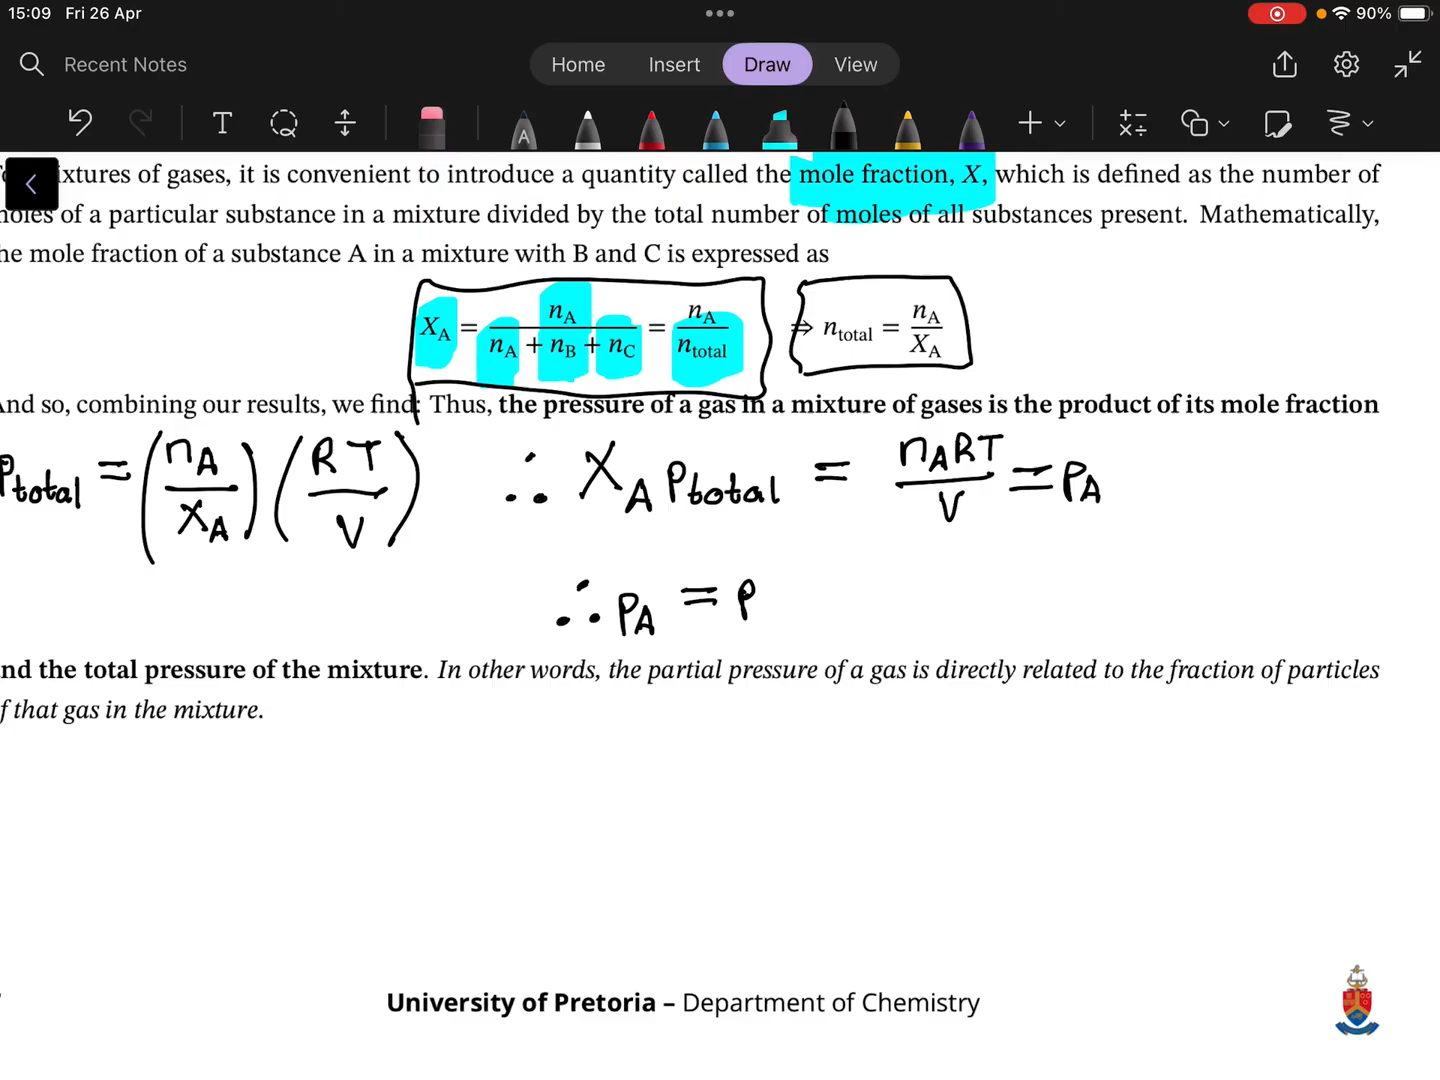 15:09 Fri 26 Apr 90%
Recent Notes Home Insert Draw View
T A
mixtures of gases, it is convenient to introduce a quantity called the mole fraction, X, which is defined as the number of
moles of a particular substance in a mixture divided by the total number of moles of all substances present. Mathematically,
he mole fraction of a substance A in a mixture with B and C is expressed as
X_A = n_A / (n_A + n_B + n_C) = n_A / n_total ⇒ n_total = n_A / X_A
And so, combining our results, we find: Thus, the pressure of a gas in a mixture of gases is the product of its mole fraction
P_total = (n_A / X_A) (RT / V) ∴ X_A P_total = n_A RT / V = P_A
∴ P_A = P
nd the total pressure of the mixture. In other words, the partial pressure of a gas is directly related to the fraction of particles
f that gas in the mixture.
University of Pretoria – Department of Chemistry